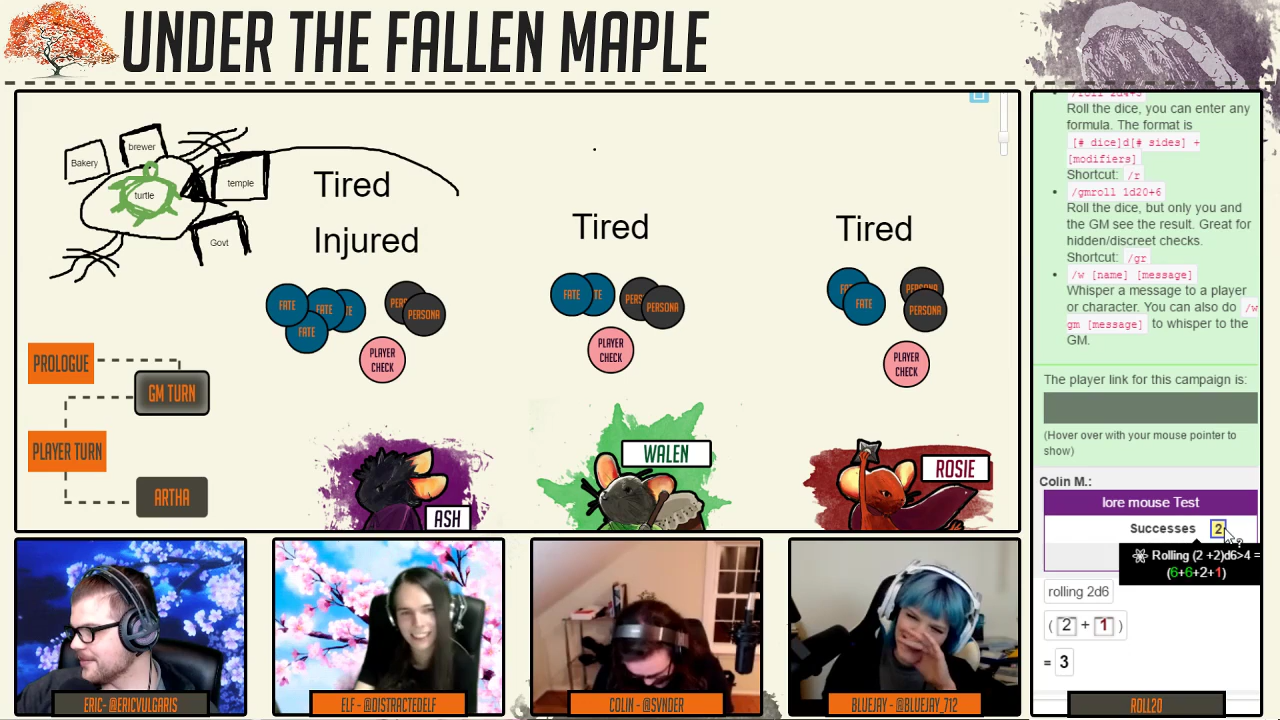 UNDER THE FALLEN MAPLE
brewer
Bakery
turtle
temple
Govt
Tired
Injured
FATE
FATE
FATE
PERSONA
PLAYER
CHECK
Tired
FATE
PERSONA
PLAYER
CHECK
Tired
FATE
PERSONA
PERSONA
PLAYER
CHECK
PROLOGUE
GM TURN
PLAYER TURN
ARTHA
ASH
WALEN
ROSIE
Roll the dice, you can enter any
formula. The format is
[# dice]d[# sides] +
[modifiers]
Shortcut: /r
/gmroll 1d20+6
Roll the dice, but only you and
the GM see the result. Great for
hidden/discreet checks.
Shortcut: /gr
/w [name] [message]
Whisper a message to a player
or character. You can also do /w
gm [message] to whisper to the
GM.
The player link for this campaign is:
(Hover over with your mouse pointer to
show)
Colin M.:
lore mouse Test
Successes 2
Rolling (2 +2)d6>4 =
(6+6+2+1)
rolling 2d6
( 2 + 1 )
= 3
ERIC- @ERICVULGARIS
ELF - @DISTRACTEDELF
COLIN - @SVNDER
BLUEJAY - @BLUEJAY_712
ROLL20